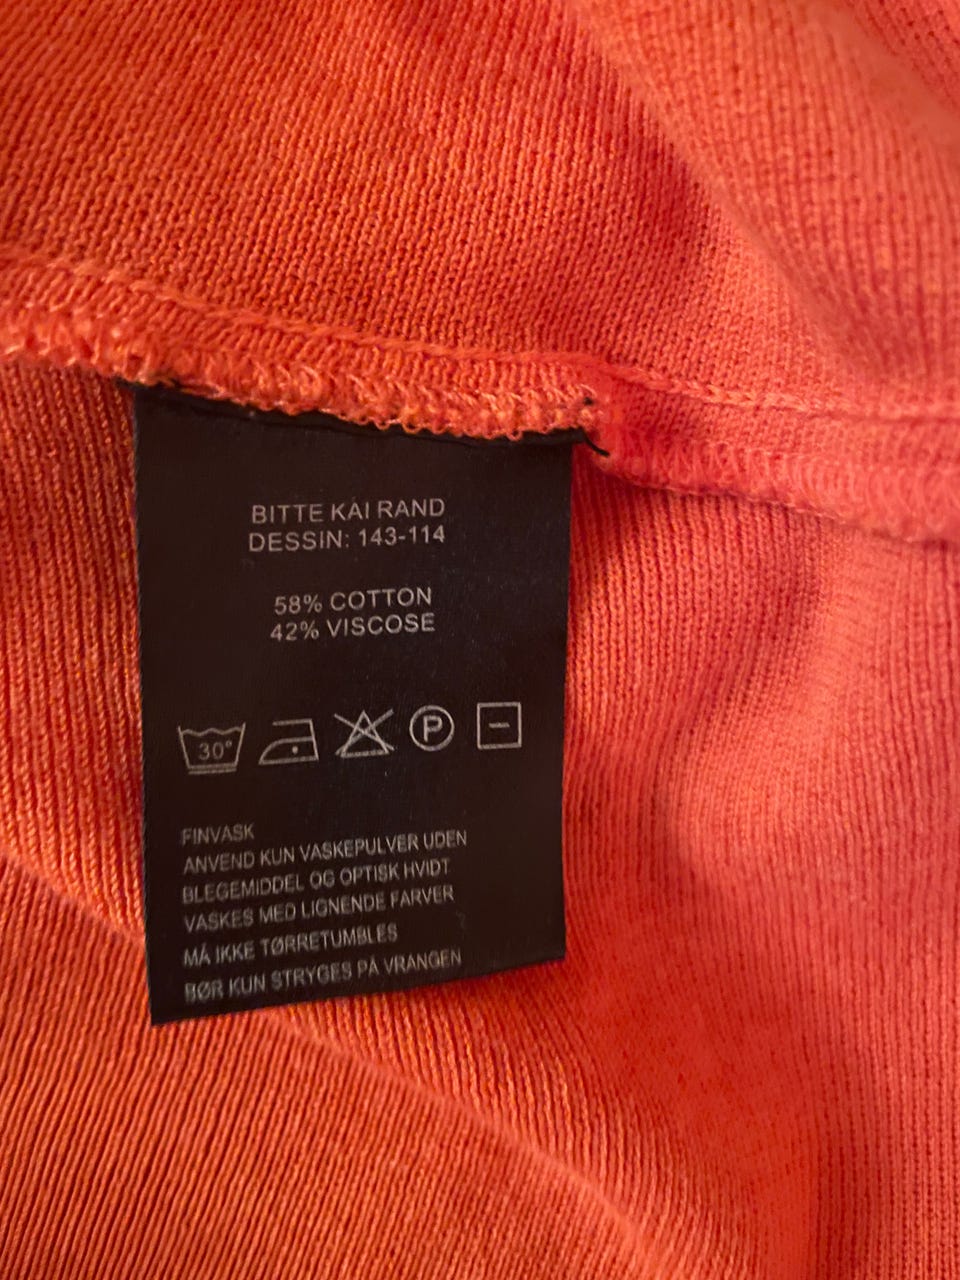 BITTE KAI RAND
DESSIN: 143-114
58% COTTON
42% VISCOSE
30° P
FINVASK
ANVEND KUN VASKEPULVER UDEN
BLEGEMIDDEL OG OPTISK HVIDT
VASKES MED LIGNENDE FARVER
MÅ IKKE TØRRETUMBLES
BØR KUN STRYGES PÅ VRANGEN